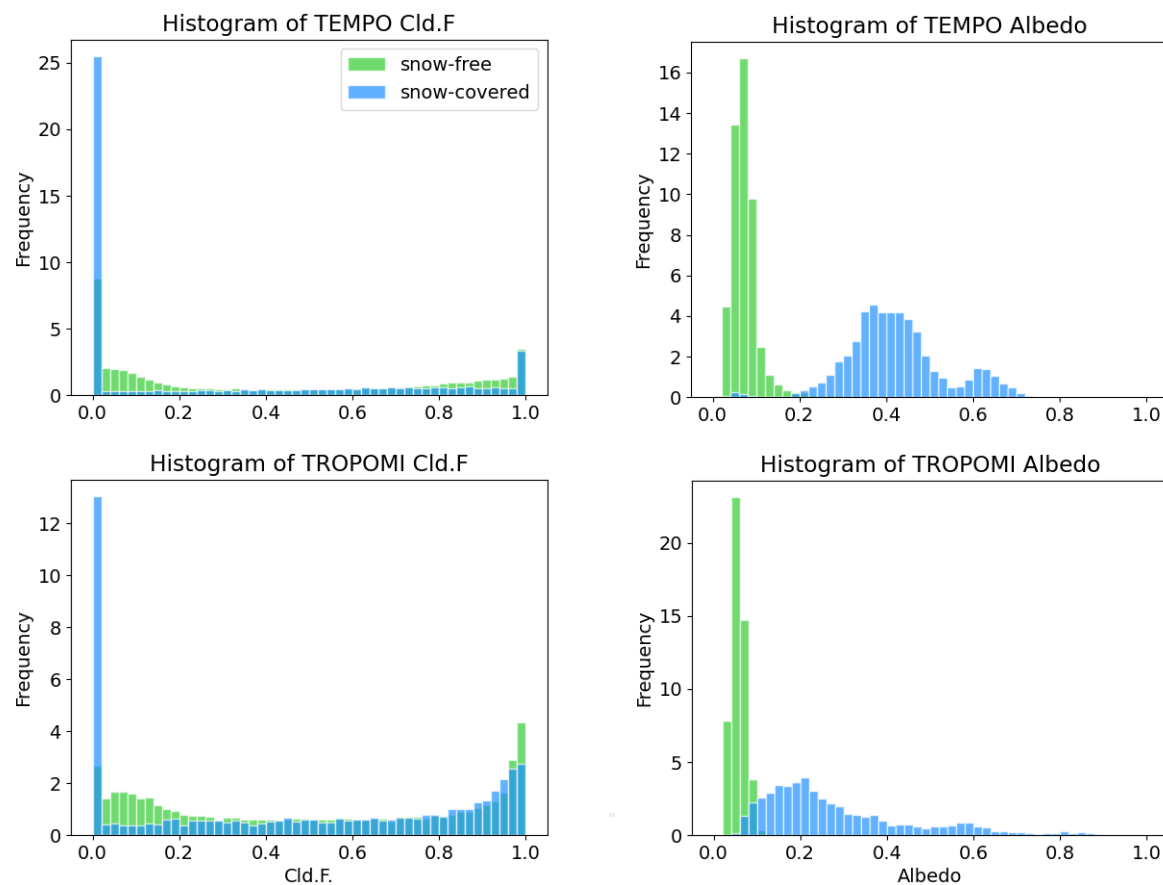 Histogram of TEMPO Cld.F
Frequency
25
20
15
10
5
0
0.0 0.2 0.4 0.6 0.8 1.0
snow-free
snow-covered
Histogram of TEMPO Albedo
Frequency
16
14
12
10
8
6
4
2
0
0.0 0.2 0.4 0.6 0.8 1.0
Histogram of TROPOMI Cld.F
Frequency
12
10
8
6
4
2
0
0.0 0.2 0.4 0.6 0.8 1.0
Cld.F.
Histogram of TROPOMI Albedo
Frequency
20
15
10
5
0
0.0 0.2 0.4 0.6 0.8 1.0
Albedo